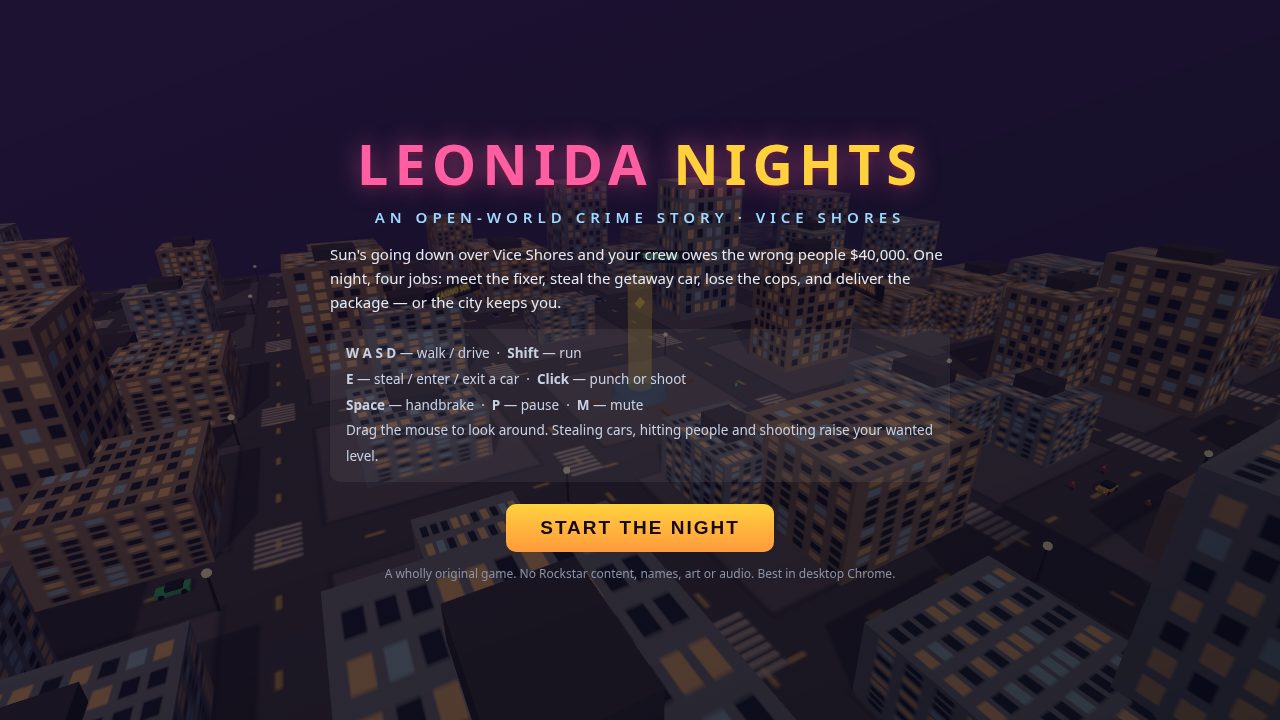 LEONIDA NIGHTS
AN OPEN-WORLD CRIME STORY · VICE SHORES
Sun's going down over Vice Shores and your crew owes the wrong people $40,000. One
night, four jobs: meet the fixer, steal the getaway car, lose the cops, and deliver the
package — or the city keeps you.
W A S D — walk / drive · Shift — run
E — steal / enter / exit a car · Click — punch or shoot
Space — handbrake · P — pause · M — mute
Drag the mouse to look around. Stealing cars, hitting people and shooting raise your wanted
level.
START THE NIGHT
A wholly original game. No Rockstar content, names, art or audio. Best in desktop Chrome.